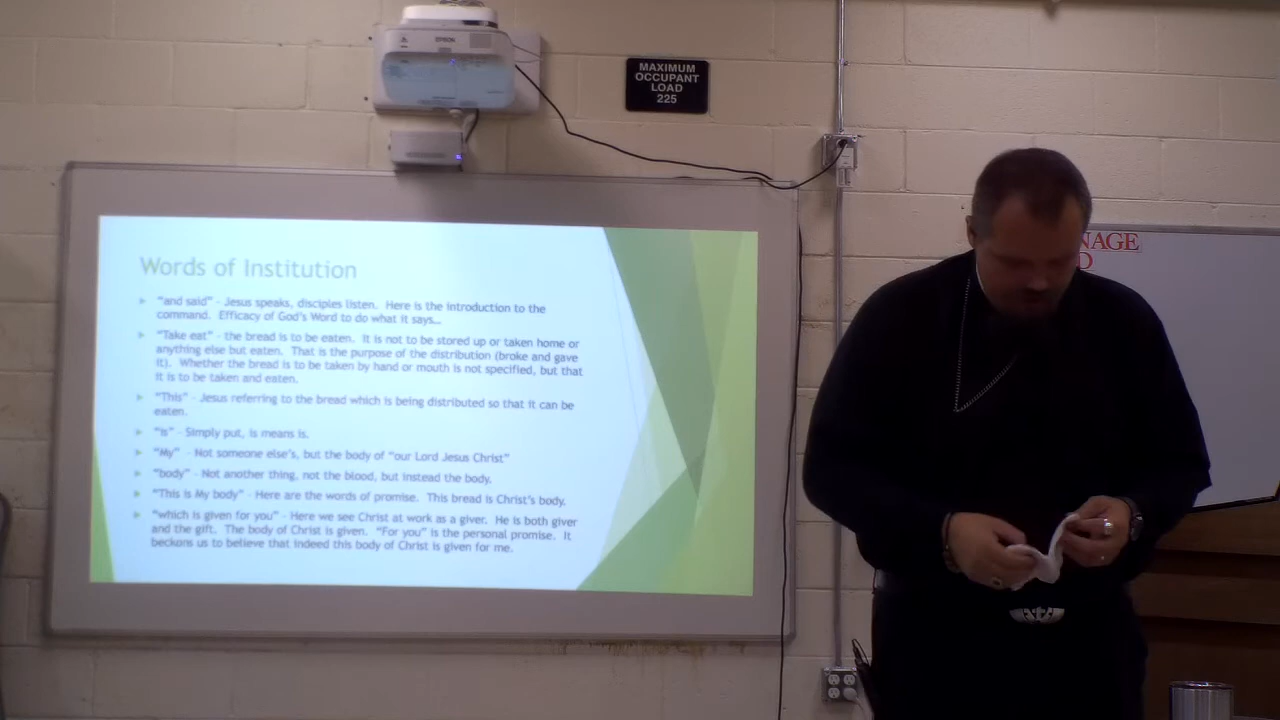 EPSON
MAXIMUM
OCCUPANT
LOAD
225
NAGE
D
Words of Institution
"and said" - Jesus speaks, disciples listen. Here is the introduction to the
command. Efficacy of God's Word to do what it says...
"Take eat" - the bread is to be eaten. It is not to be stored up or taken home or
anything else but eaten. That is the purpose of the distribution (broke and gave
it). Whether the bread is to be taken by hand or mouth is not specified, but that
it is to be taken and eaten.
"This" - Jesus referring to the bread which is being distributed so that it can be
eaten.
"is" - Simply put, is means is.
"My" - Not someone else's, but the body of "our Lord Jesus Christ"
"body" - Not another thing, not the blood, but instead the body.
"This is My body" - Here are the words of promise. This bread is Christ's body.
"which is given for you" - Here we see Christ at work as a giver. He is both giver
and the gift. The body of Christ is given. "For you" is the personal promise. It
beckons us to believe that indeed this body of Christ is given for me.